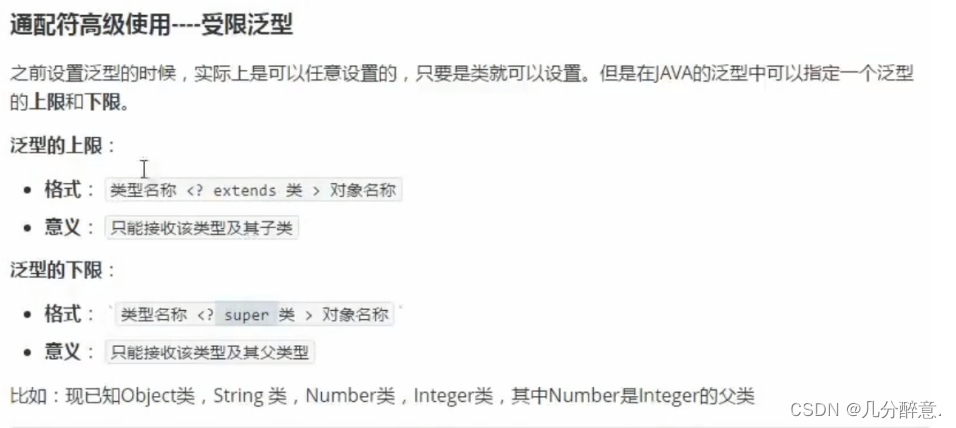 通配符高级使用----受限泛型
之前设置泛型的时候，实际上是可以任意设置的，只要是类就可以设置。但是在JAVA的泛型中可以指定一个泛型
的上限和下限。
泛型的上限：
• 格式： 类型名称 <? extends 类 > 对象名称
• 意义： 只能接收该类型及其子类
泛型的下限：
• 格式： `类型名称 <? super 类 > 对象名称`
• 意义： 只能接收该类型及其父类型
比如：现已知Object类，String 类，Number类，Integer类，其中Number是Integer的父类
CSDN @几分醉意.